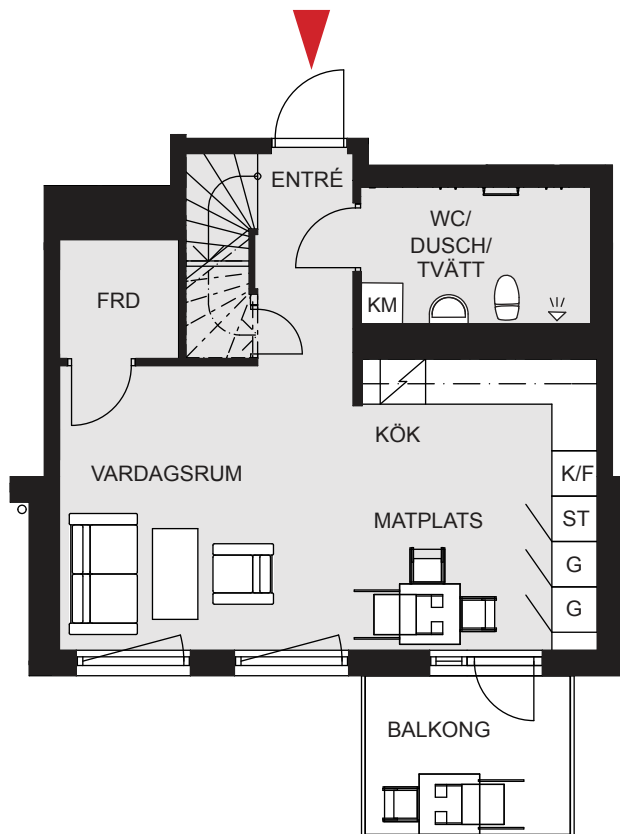 ENTRÉ
WC/
DUSCH/
TVÄTT
FRD
KM
KÖK
VARDAGSRUM
K/F
MATPLATS
ST
G
G
BALKONG